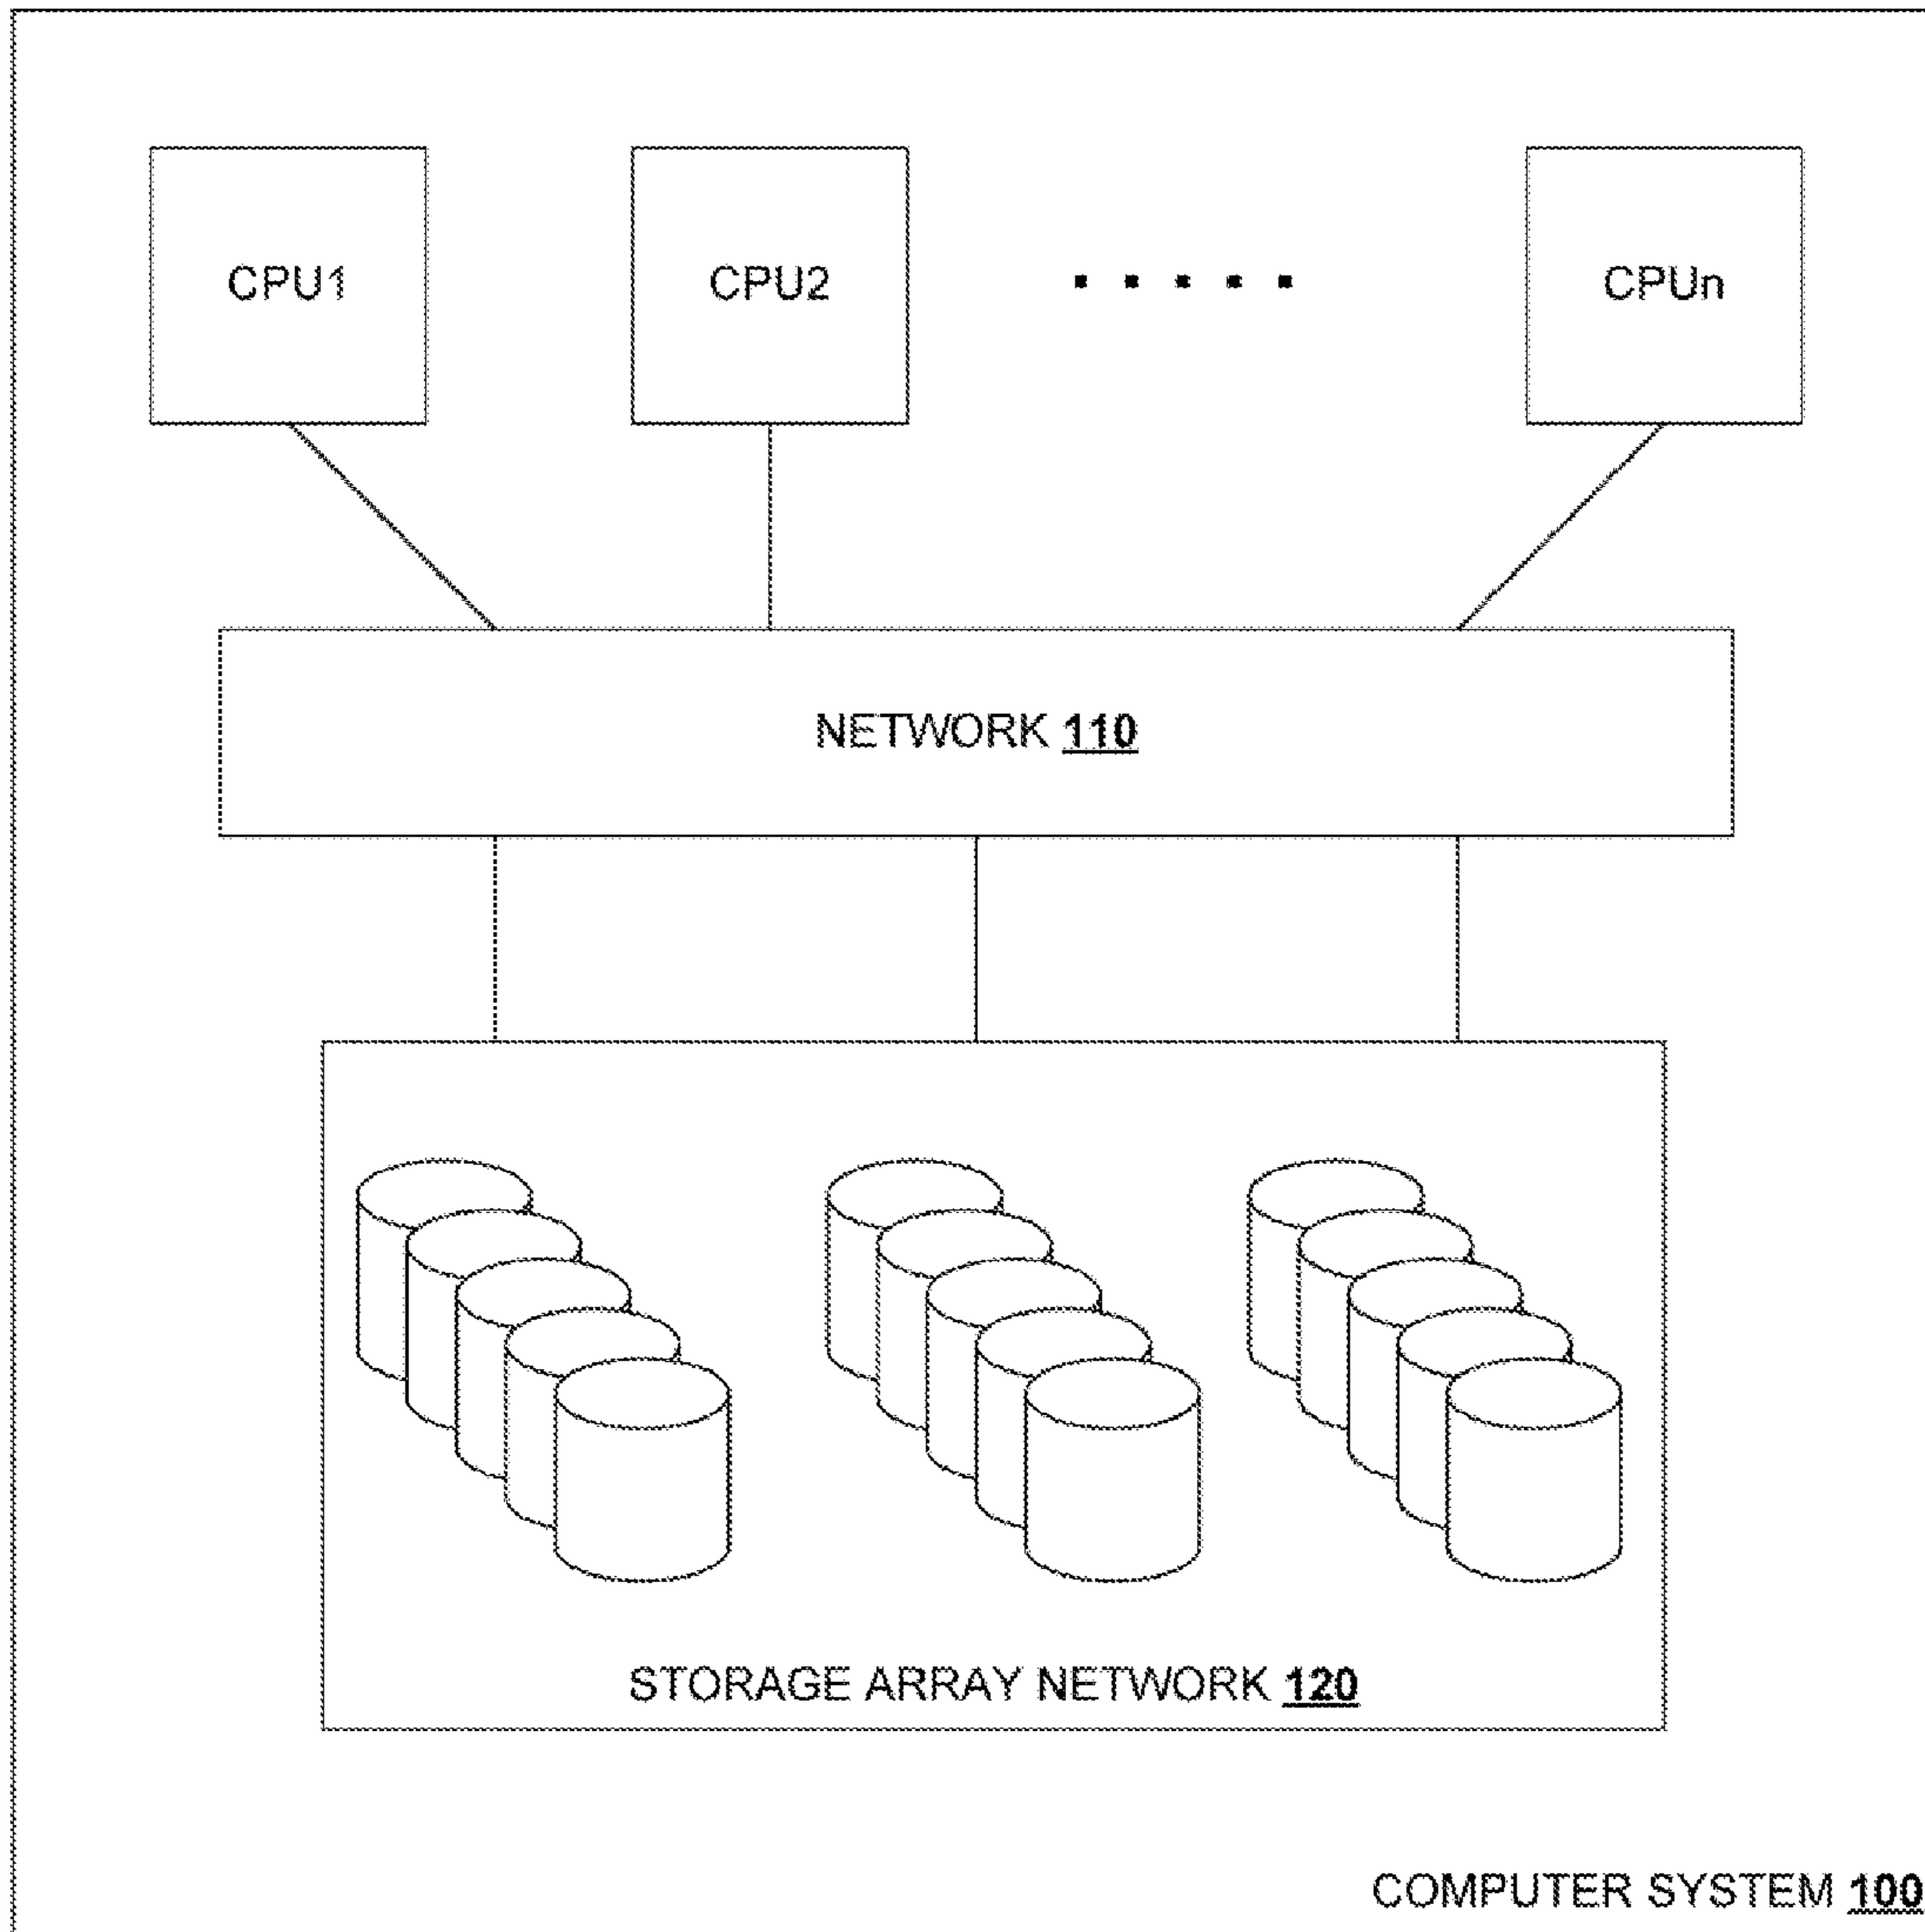 CPU1 CPU2 ..... CPUn
NETWORK 110
STORAGE ARRAY NETWORK 120
COMPUTER SYSTEM 100